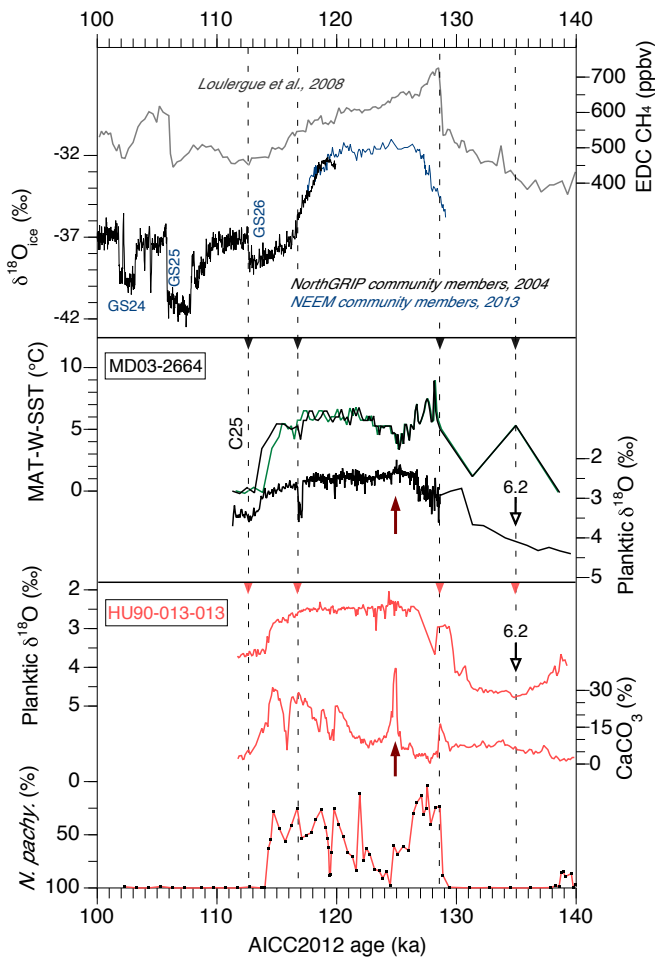 100 110 120 130 140
Loulergue et al., 2008
700
600
500
400
EDC CH₄ (ppbv)
-32
-37
-42
δ¹⁸O_ice (‰)
GS26
GS25
GS24
NorthGRIP community members, 2004
NEEM community members, 2013
MD03-2664
10
5
0
MAT-W-SST (°C)
C25
2
3
4
5
Planktic δ¹⁸O (‰)
6.2
HU90-013-013
2
3
4
5
Planktic δ¹⁸O (‰)
6.2
30
15
0
CaCO₃ (%)
0
50
100
N. pachy. (%)
100 110 120 130 140
AICC2012 age (ka)